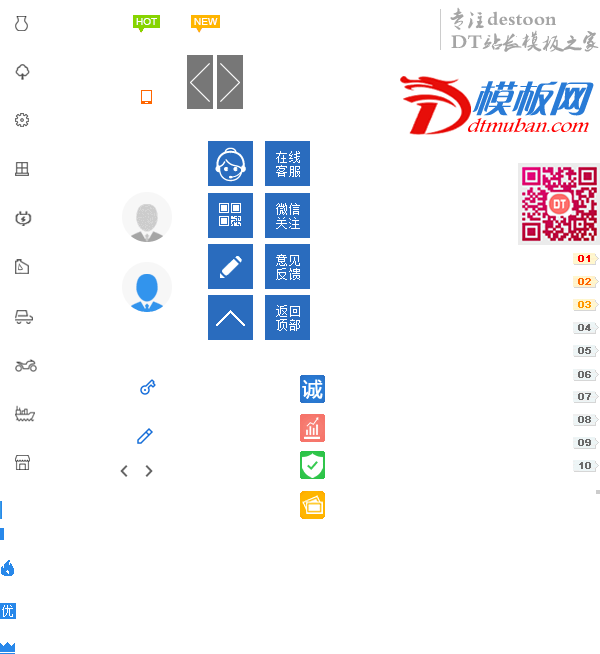 HOT
NEW
专注destoon
DT站长模板之家
模板网
dtmuban.com
在线
客服
微信
关注
DT
意见
反馈
返回
顶部
诚
优
01
02
03
04
05
06
07
08
09
10